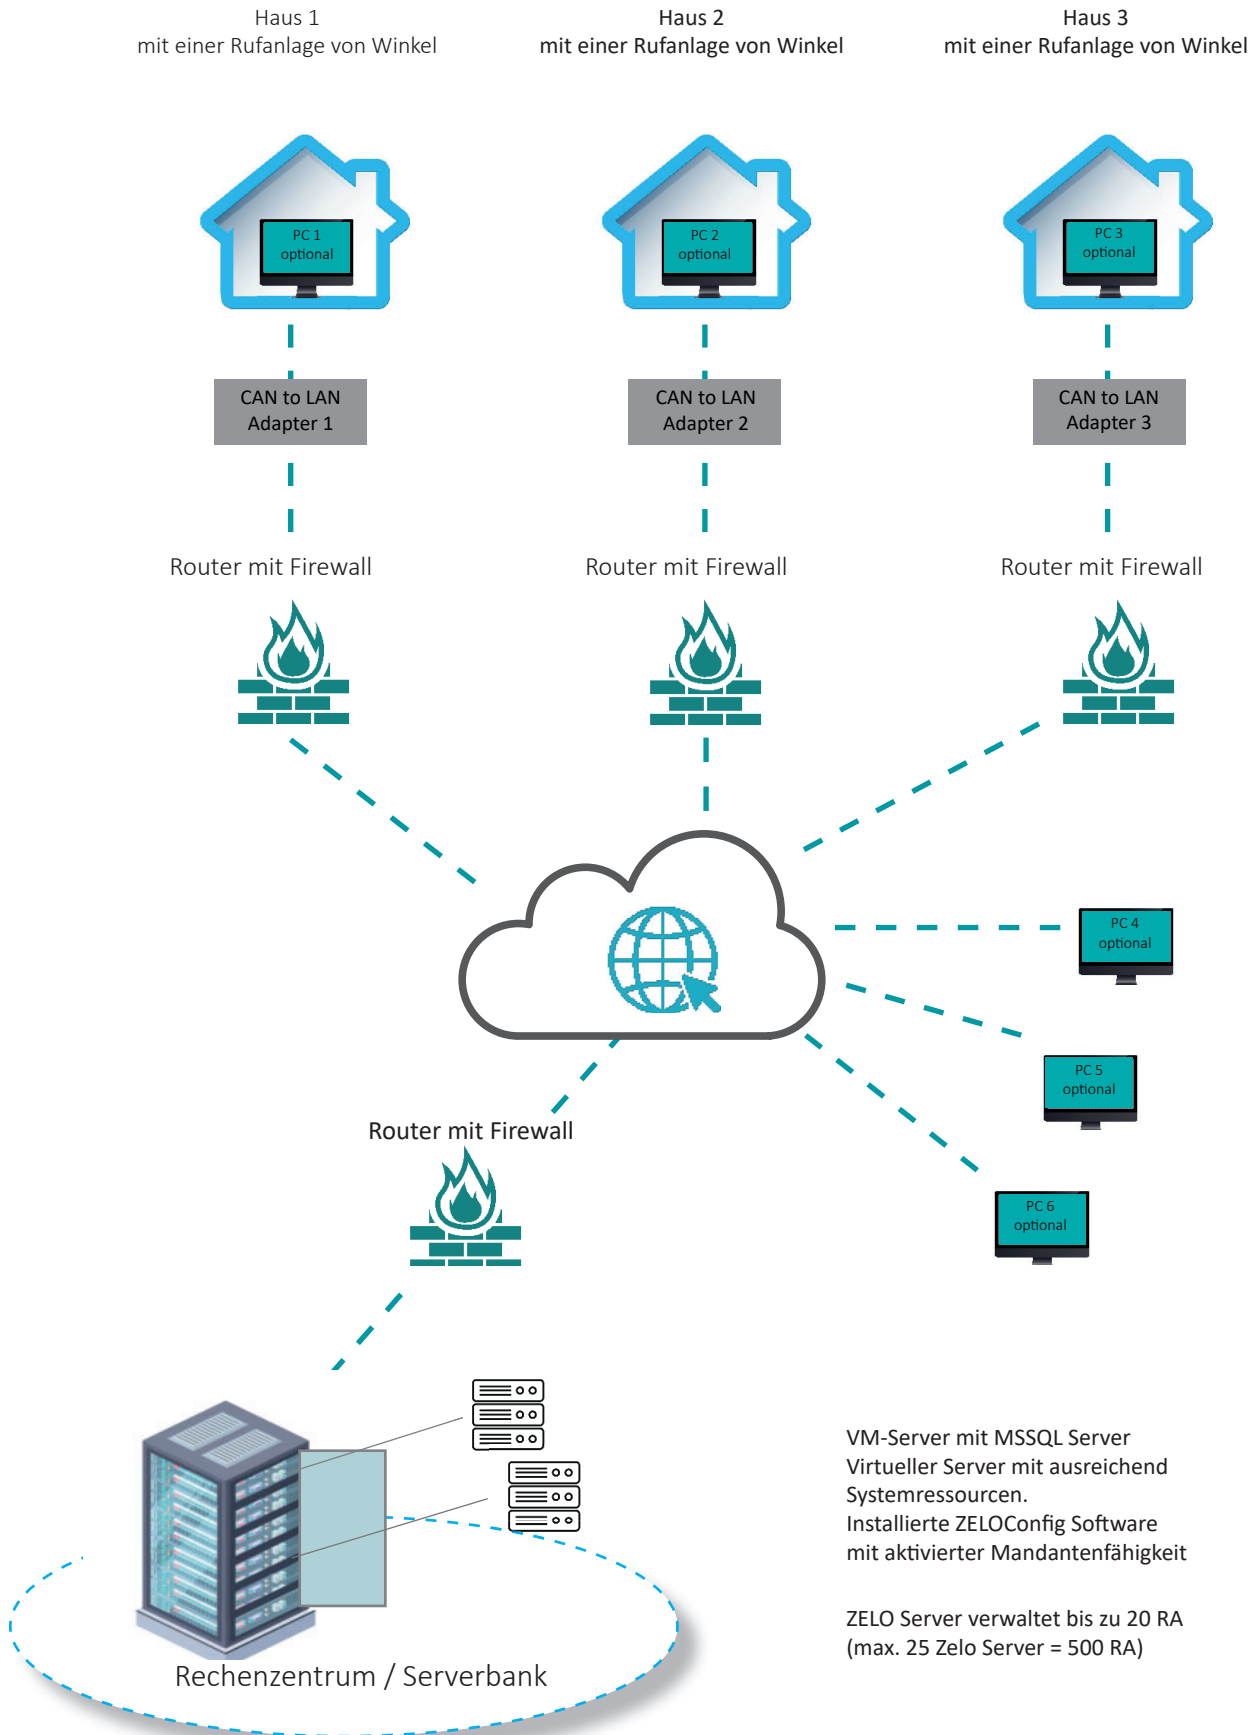 Haus 1
mit einer Rufanlage von Winkel
Haus 2
mit einer Rufanlage von Winkel
Haus 3
mit einer Rufanlage von Winkel
PC 1
optional
PC 2
optional
PC 3
optional
CAN to LAN
Adapter 1
CAN to LAN
Adapter 2
CAN to LAN
Adapter 3
Router mit Firewall
Router mit Firewall
Router mit Firewall
PC 4
optional
PC 5
optional
Router mit Firewall
PC 6
optional
VM-Server mit MSSQL Server
Virtueller Server mit ausreichend
Systemressourcen.
Installierte ZELOConfig Software
mit aktivierter Mandantenfähigkeit
ZELO Server verwaltet bis zu 20 RA
(max. 25 Zelo Server = 500 RA)
Rechenzentrum / Serverbank